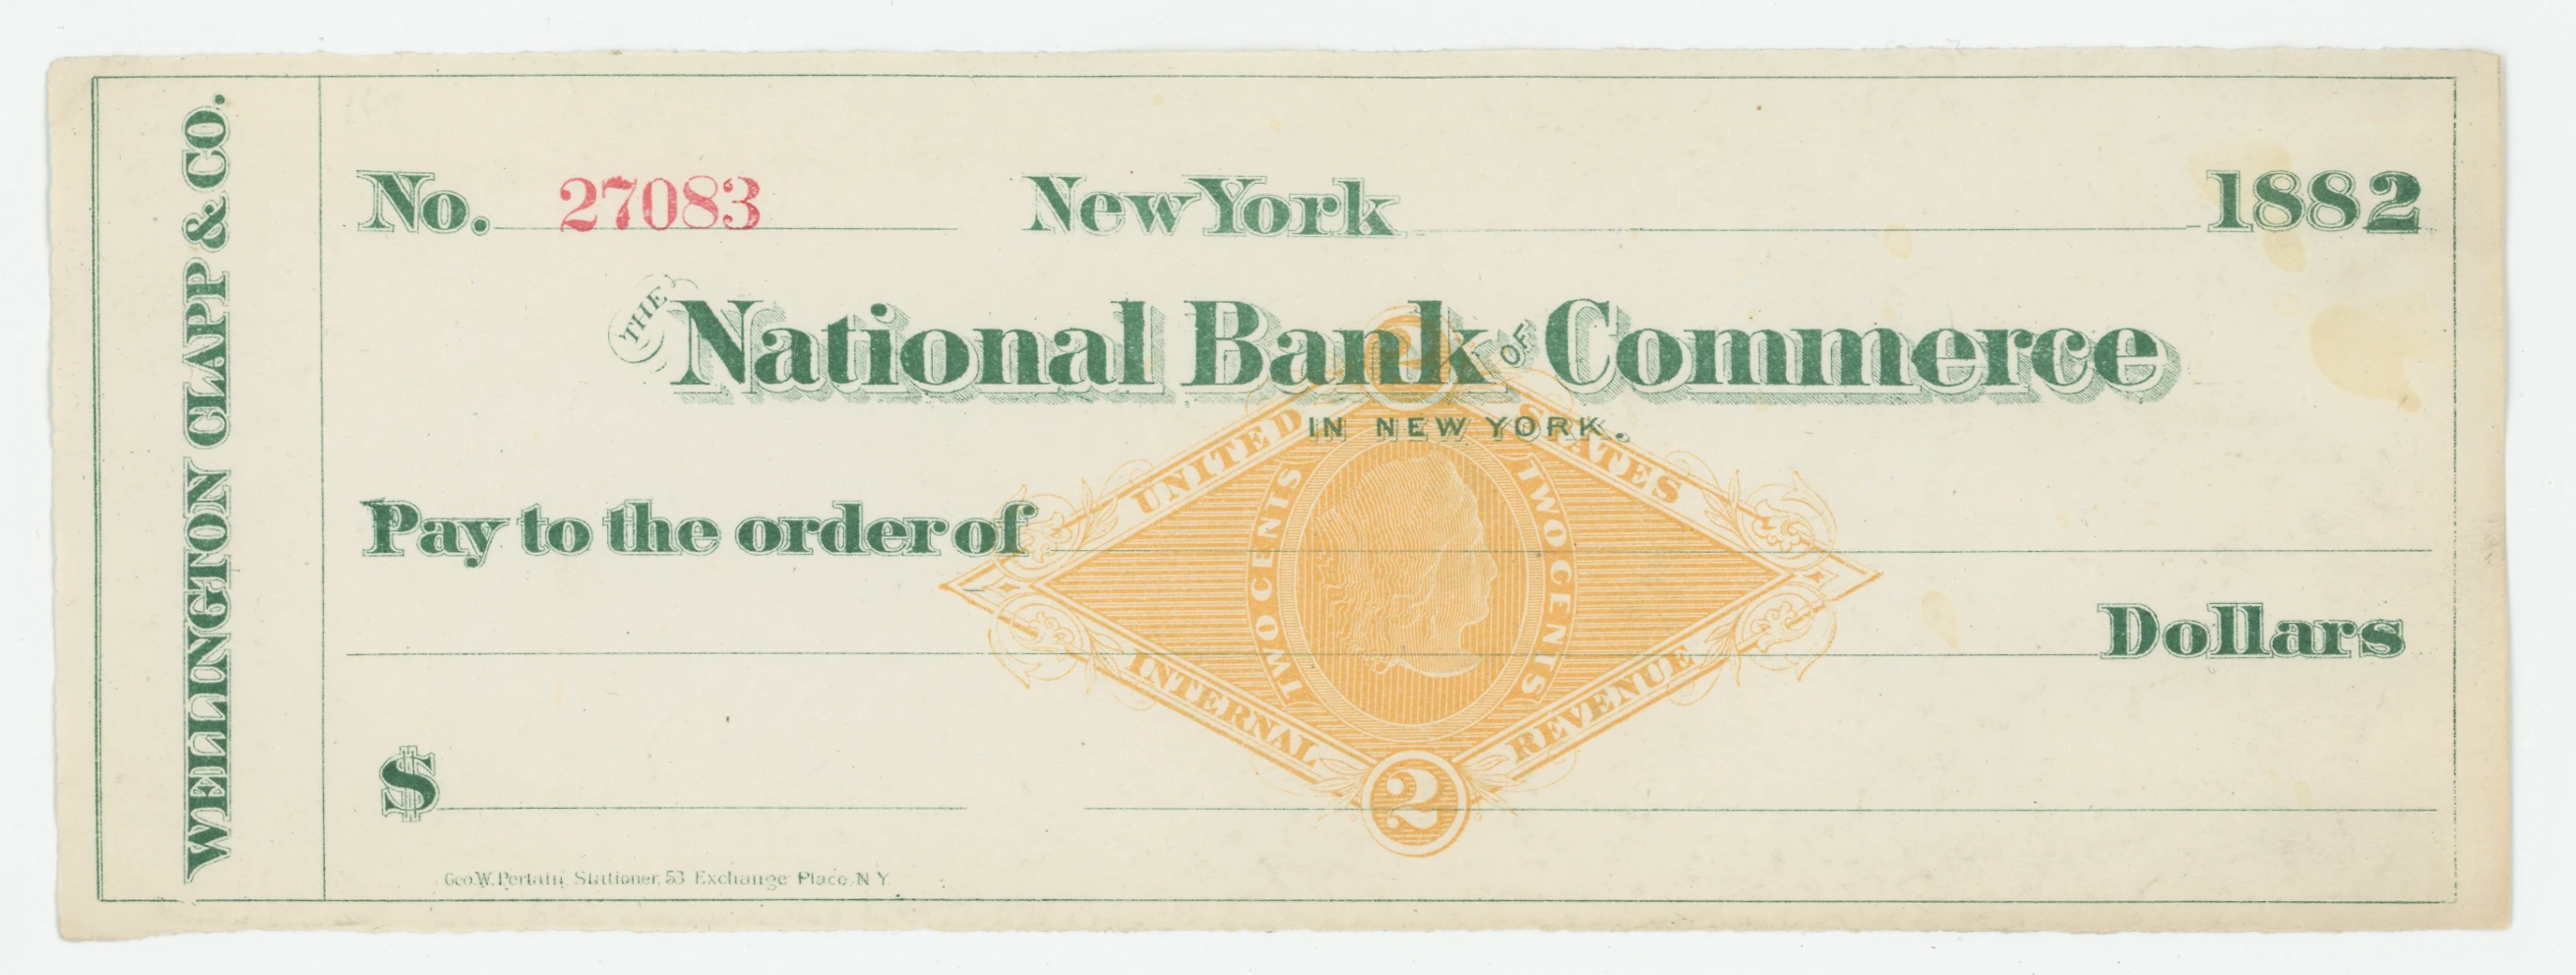 WELLINGTON CLAPP & CO.
No. 27083 New York 1882
THE National Bank OF Commerce
IN NEW YORK.
2
UNITED STATES
TWO CENTS TWO CENTS
Pay to the order of
Dollars
INTERNAL REVENUE
$
2
Geo. W. Pertain, Stationer, 53 Exchange Place, N Y